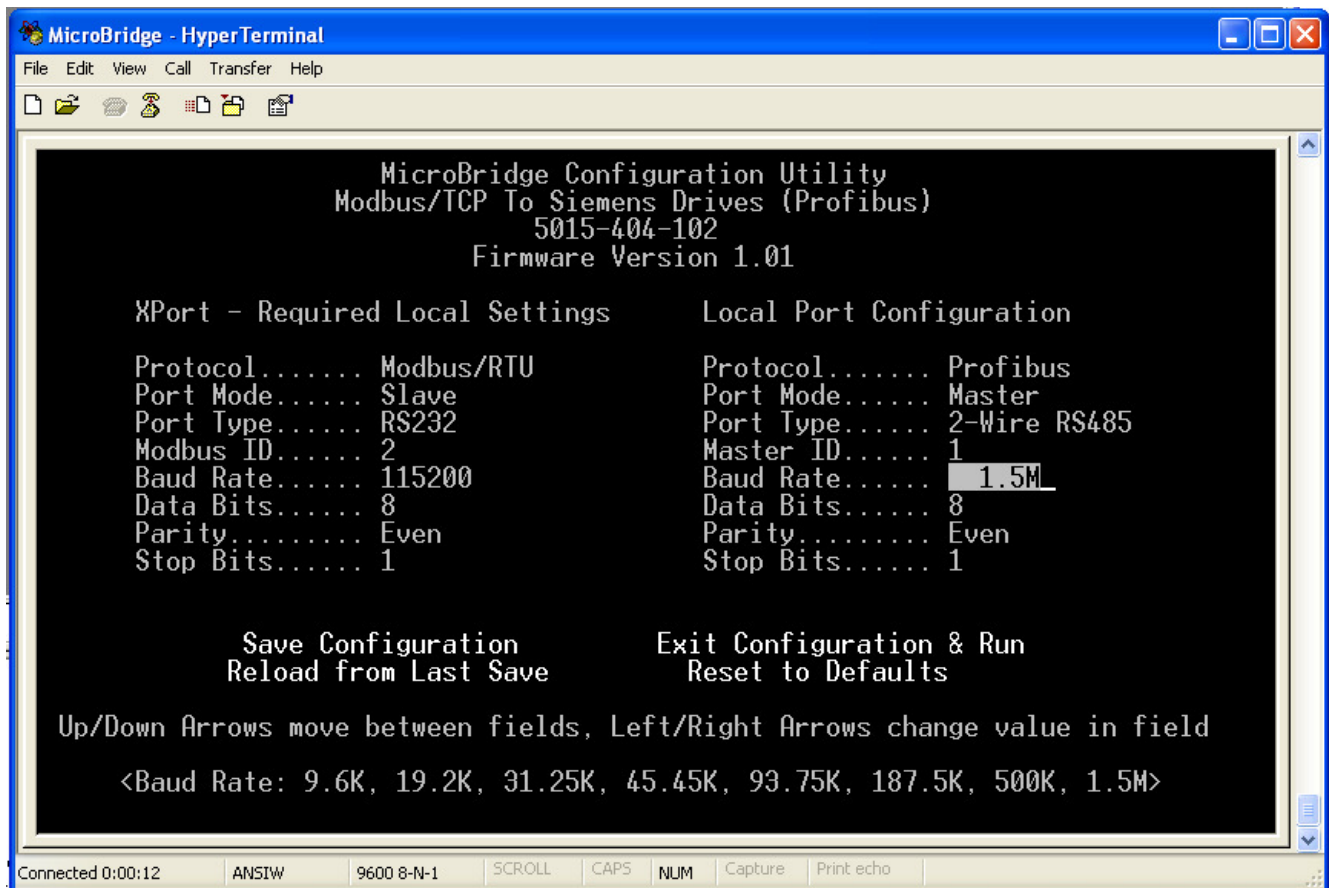 MicroBridge - HyperTerminal
File Edit View Call Transfer Help
MicroBridge Configuration Utility
Modbus/TCP To Siemens Drives (Profibus)
5015-404-102
Firmware Version 1.01
XPort - Required Local Settings Local Port Configuration
Protocol....... Modbus/RTU Protocol....... Profibus
Port Mode...... Slave Port Mode...... Master
Port Type...... RS232 Port Type...... 2-Wire RS485
Modbus ID...... 2 Master ID...... 1
Baud Rate...... 115200 Baud Rate...... 1.5M_
Data Bits...... 8 Data Bits...... 8
Parity......... Even Parity......... Even
Stop Bits...... 1 Stop Bits...... 1
Save Configuration Exit Configuration & Run
Reload from Last Save Reset to Defaults
Up/Down Arrows move between fields, Left/Right Arrows change value in field
<Baud Rate: 9.6K, 19.2K, 31.25K, 45.45K, 93.75K, 187.5K, 500K, 1.5M>
Connected 0:00:12 ANSIW 9600 8-N-1 SCROLL CAPS NUM Capture Print echo